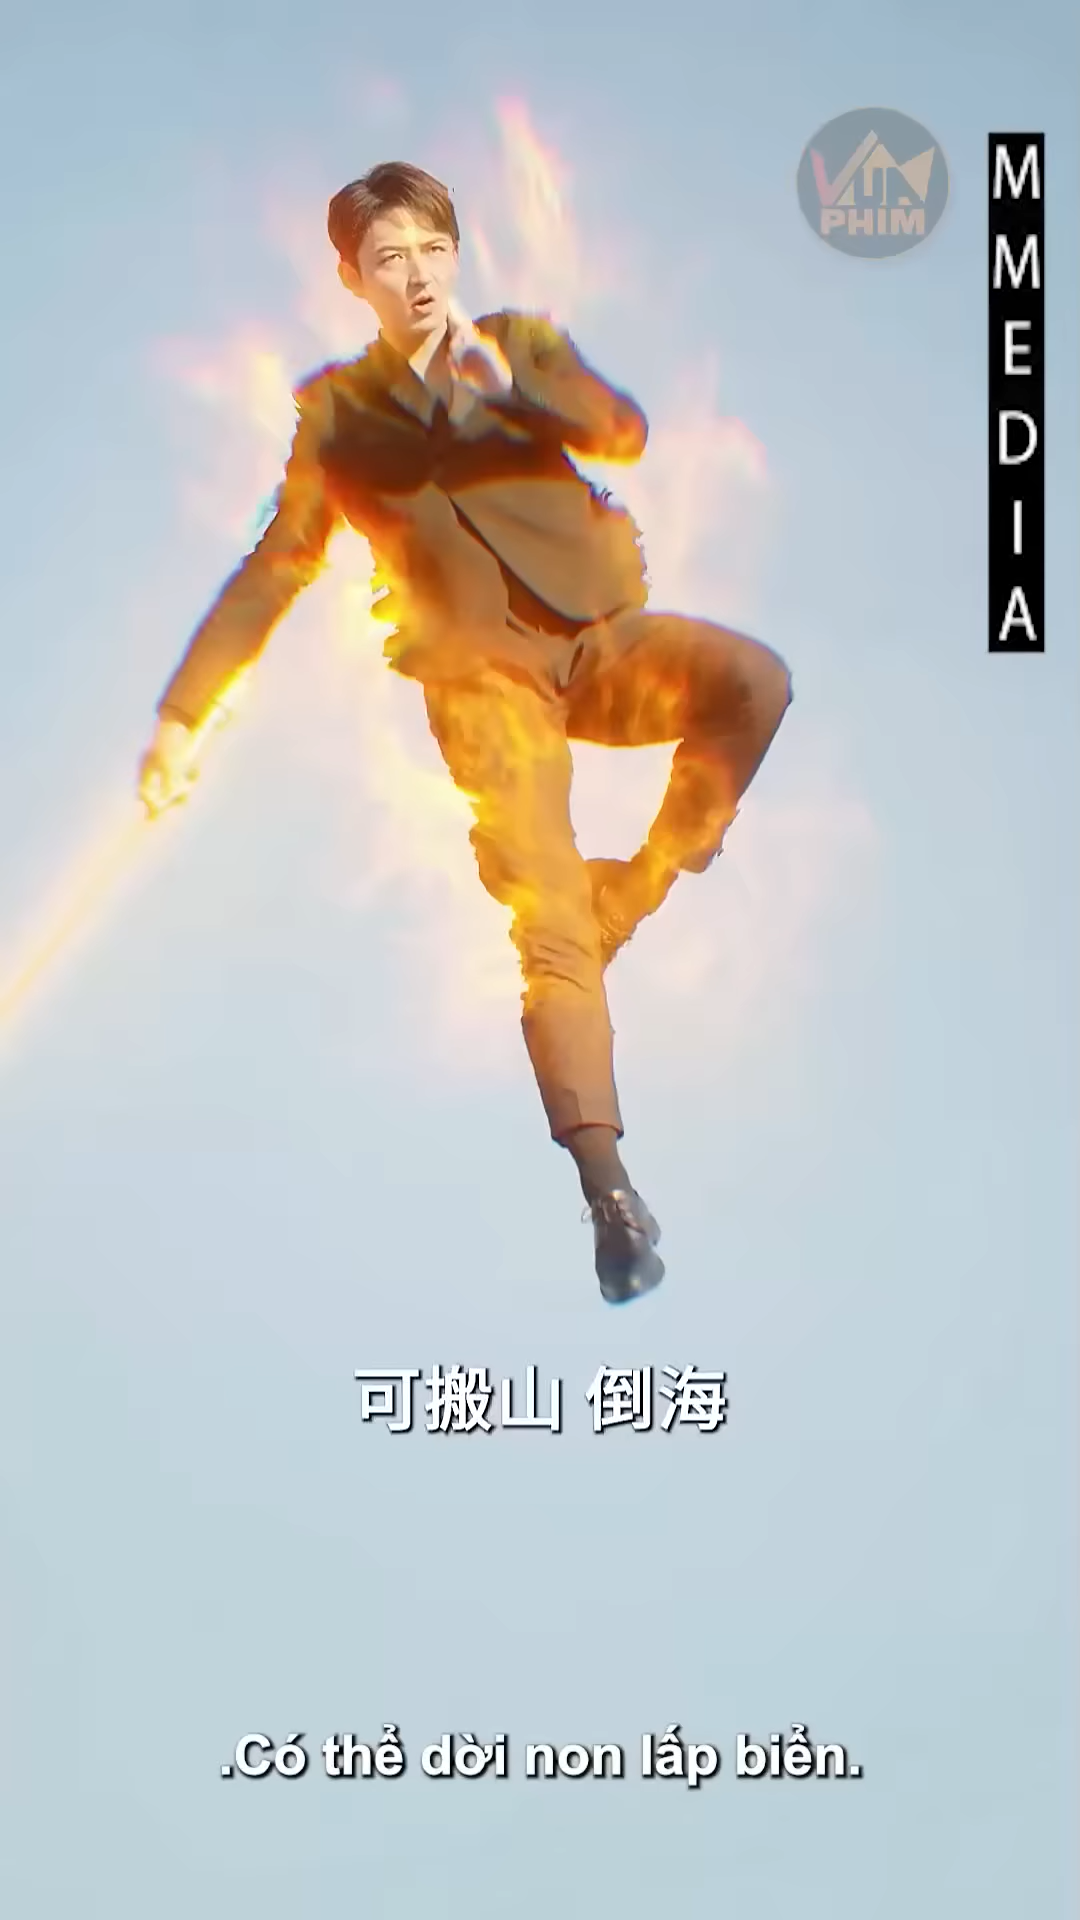 VUA
PHIM
MMEDIA
可搬山 倒海
.Có thể dời non lấp biển.